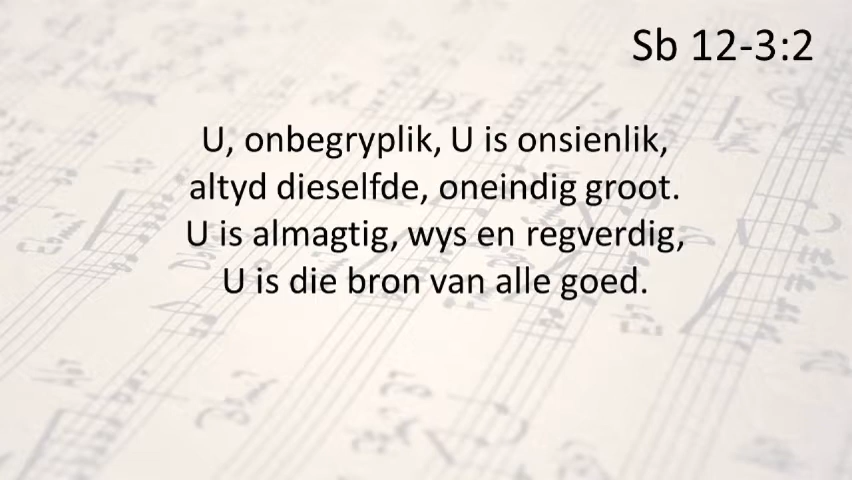 Sb 12-3:2
U, onbegryplik, U is onsienlik,
altyd dieselfde, oneindig groot.
U is almagtig, wys en regverdig,
U is die bron van alle goed.